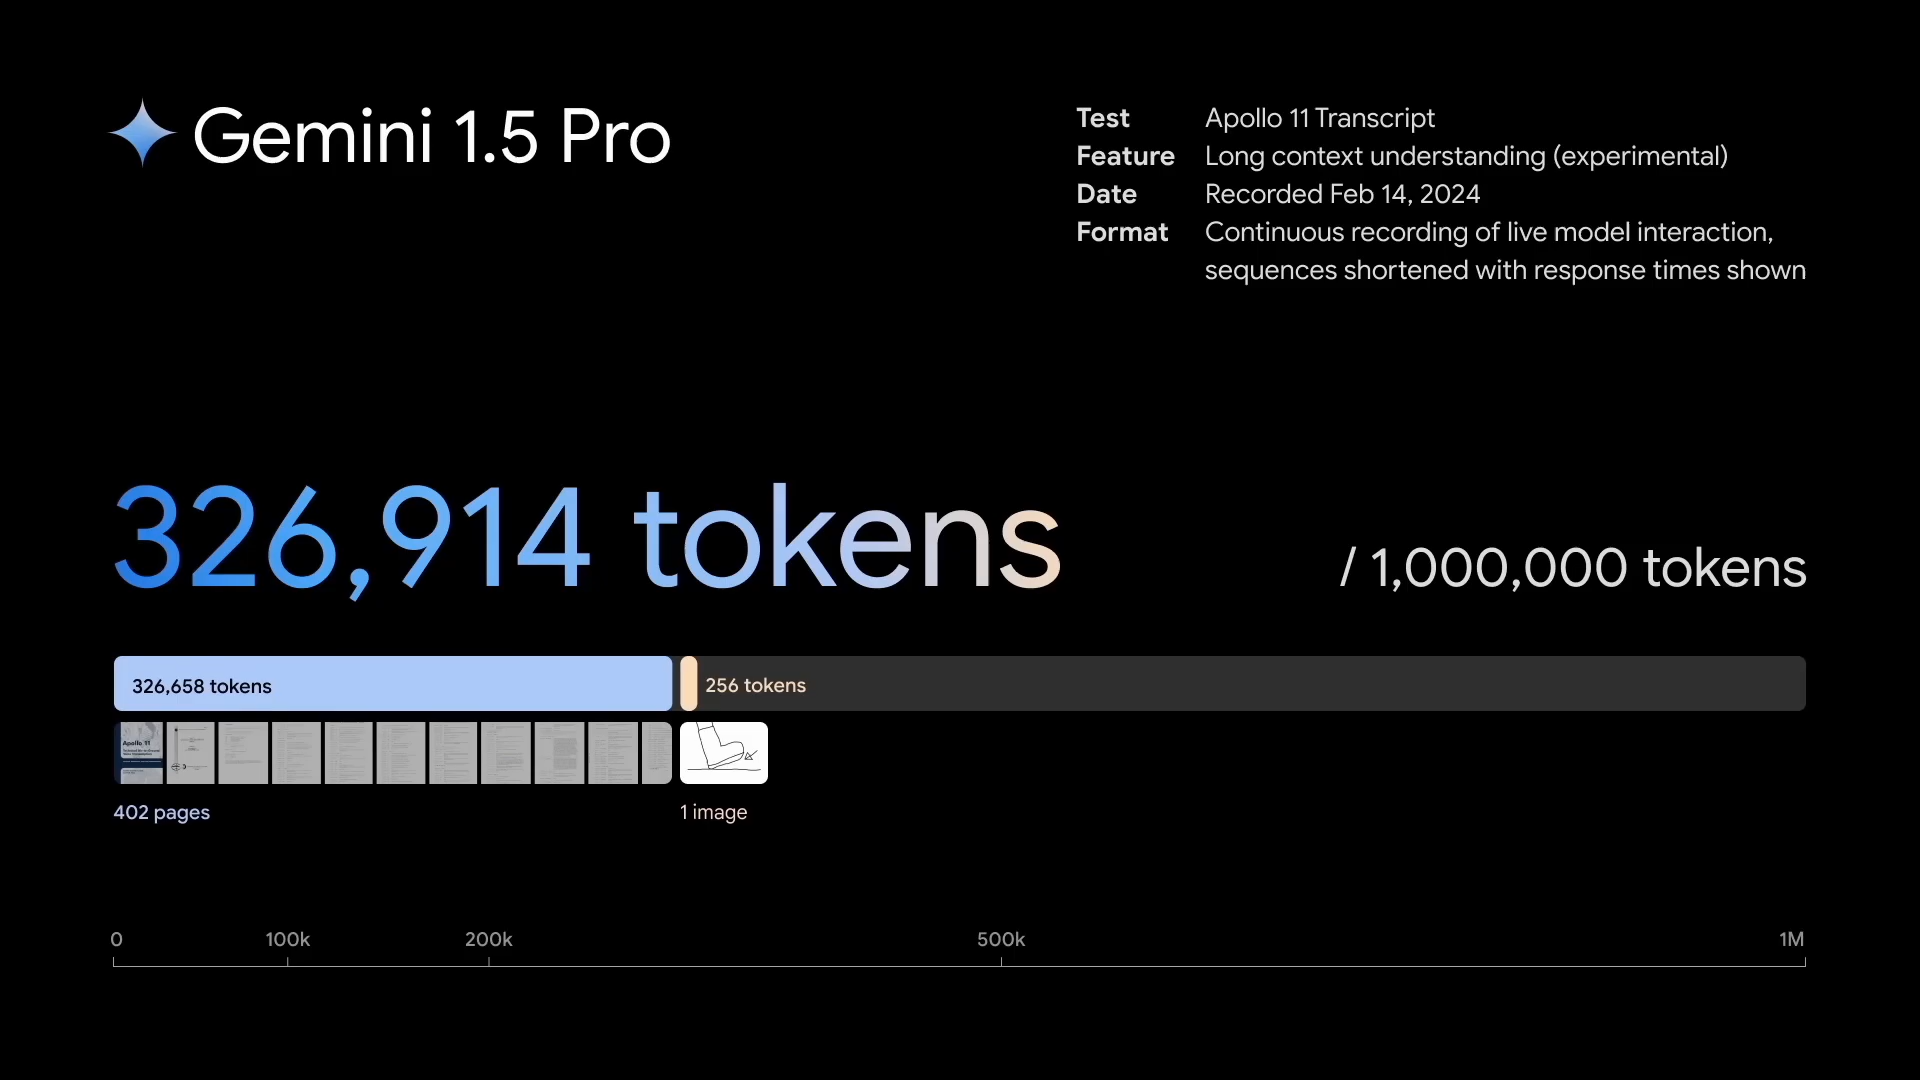 Gemini 1.5 Pro
Test Apollo 11 Transcript
Feature Long context understanding (experimental)
Date Recorded Feb 14, 2024
Format Continuous recording of live model interaction,
sequences shortened with response times shown
326,914 tokens
/ 1,000,000 tokens
326,658 tokens
256 tokens
Apollo 11
402 pages
1 image
0 100k 200k 500k 1M